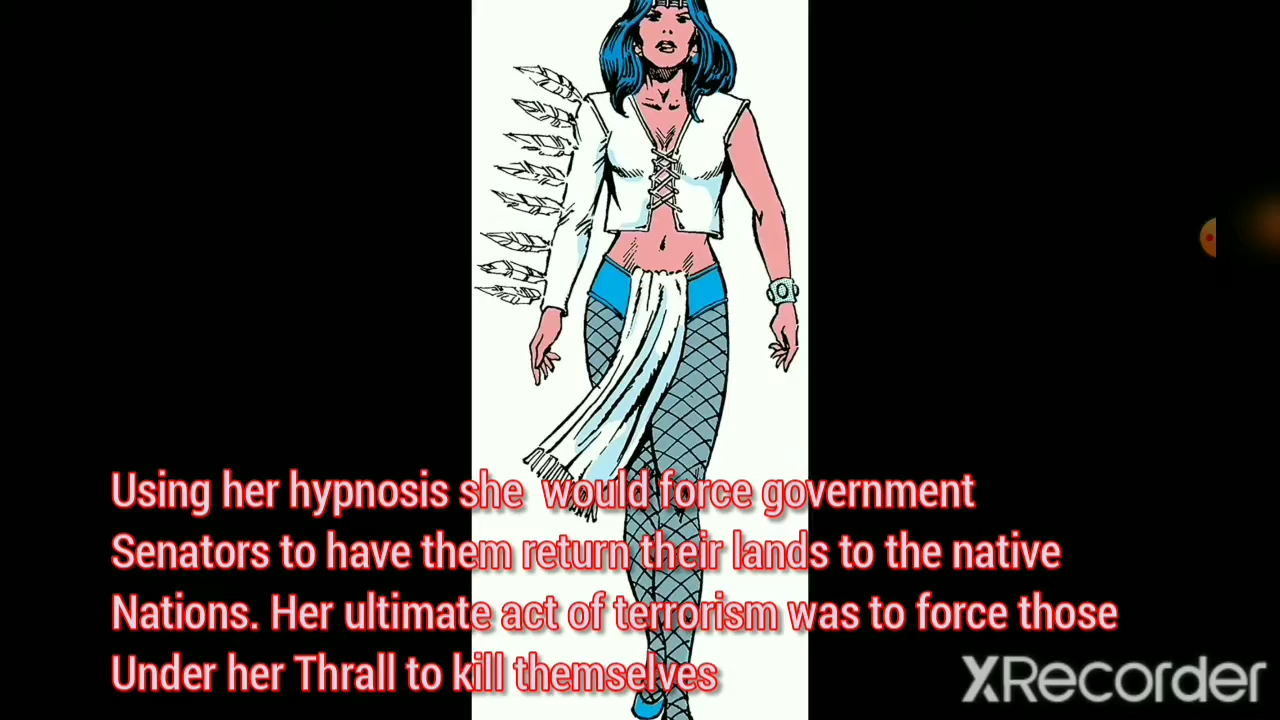 Using her hypnosis she  would force government
Senators to have them return their lands to the native
Nations. Her ultimate act of terrorism was to force those
Under her Thrall to kill themselves
XRecorder